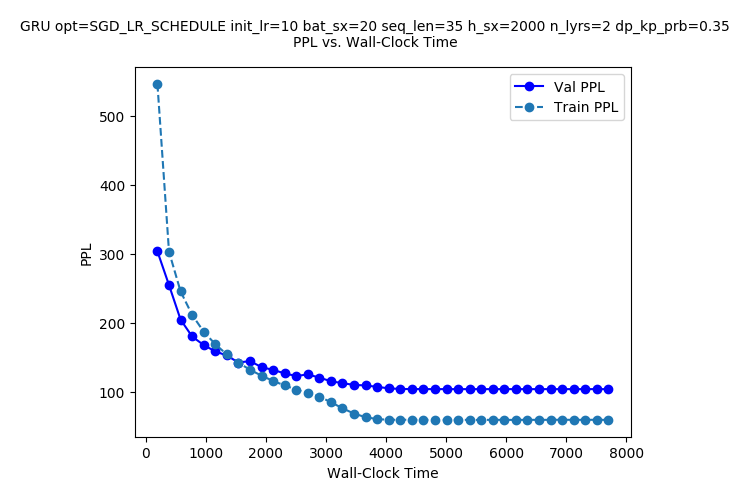 GRU opt=SGD_LR_SCHEDULE init_lr=10 bat_sx=20 seq_len=35 h_sx=2000 n_lyrs=2 dp_kp_prb=0.35
PPL vs. Wall-Clock Time
Val PPL
Train PPL
500
400
300
200
100
PPL
0
1000
2000
3000
4000
5000
6000
7000
8000
Wall-Clock Time